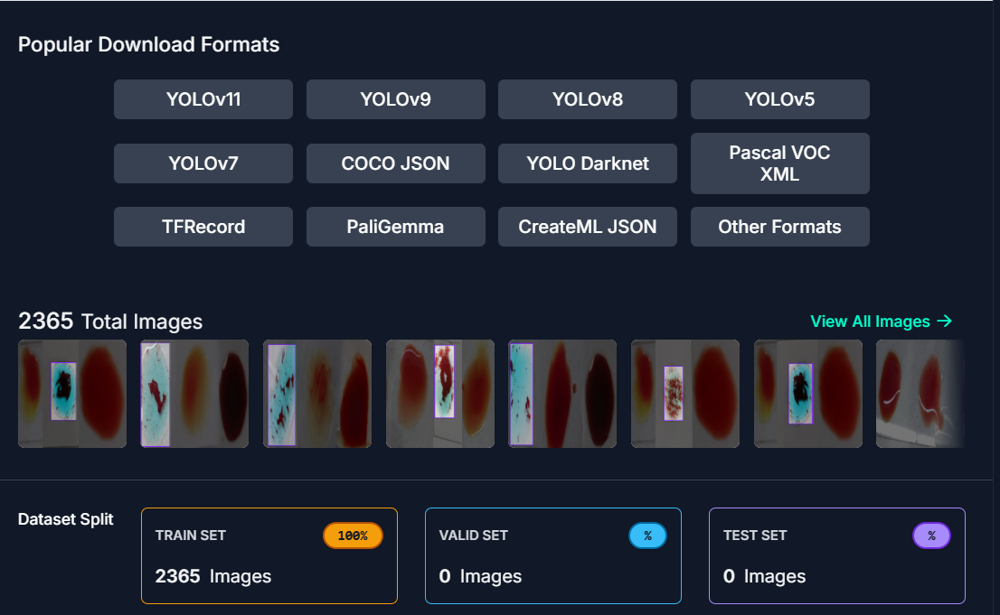 Popular Download Formats
YOLOv11
YOLOv9
YOLOv8
YOLOv5
YOLOv7
COCO JSON
YOLO Darknet
Pascal VOC
XML
TFRecord
PaliGemma
CreateML JSON
Other Formats
2365 Total Images
View All Images →
Dataset Split
TRAIN SET
100%
2365 Images
VALID SET
%
0 Images
TEST SET
%
0 Images